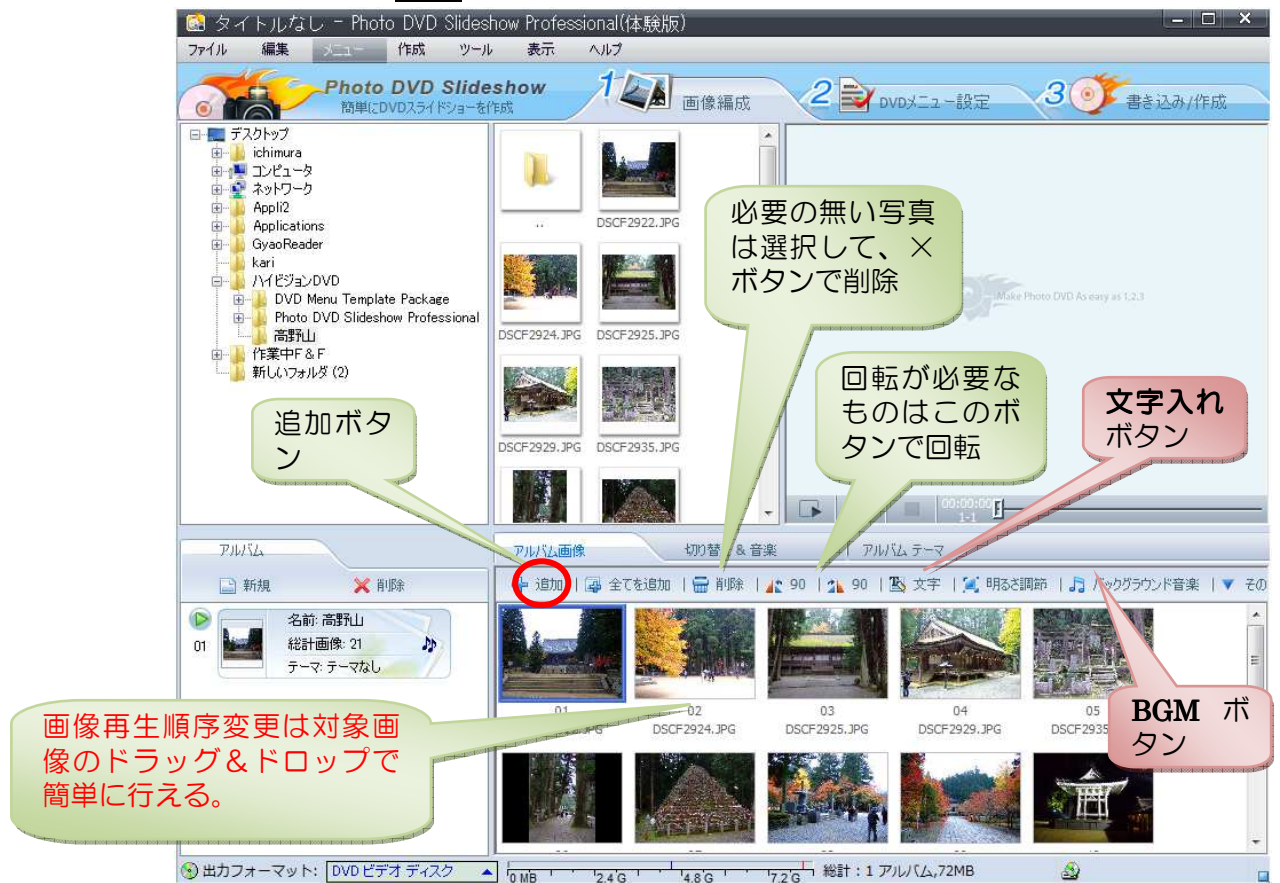 タイトルなし - Photo DVD Slideshow Professional(体験版)
ファイル 編集 メニュー 作成 ツール 表示 ヘルプ
Photo DVD Slideshow
簡単にDVDスライドショーを作成
1 画像編成
2 DVDメニュー設定
3 書き込み/作成
デスクトップ
ichimura
コンピュータ
ネットワーク
Appli2
Applications
GyaoReader
kari
ハイビジョンDVD
DVD Menu Template Package
Photo DVD Slideshow Professional
高野山
作業中F&F
新しいフォルダ (2)
.. DSCF2922.JPG
DSCF2924.JPG DSCF2925.JPG
DSCF2929.JPG DSCF2935.JPG
Make Photo DVD As easy as 1,2,3
必要の無い写真
は選択して、×
ボタンで削除
回転が必要な
ものはこのボ
タンで回転
文字入れ
ボタン
追加ボタ
ン
00:00:00
1-1
アルバム
新規 削除
アルバム画像 切り替え & 音楽 アルバム テーマ
追加 全てを追加 削除 90 90 文字 明るさ調節 バックグラウンド音楽 その
01
名前: 高野山
総計画像: 21
テーマ: テーマなし
01 02 03 04 05
DSCF2924.JPG DSCF2925.JPG DSCF2929.JPG DSCF2935
BGM ボ
タン
画像再生順序変更は対象画
像のドラッグ&ドロップで
簡単に行える。
出力フォーマット: DVD ビデオ ディスク
0 MB 2.4 G 4.8 G 7.2 G
総計:1 アルバム,72MB